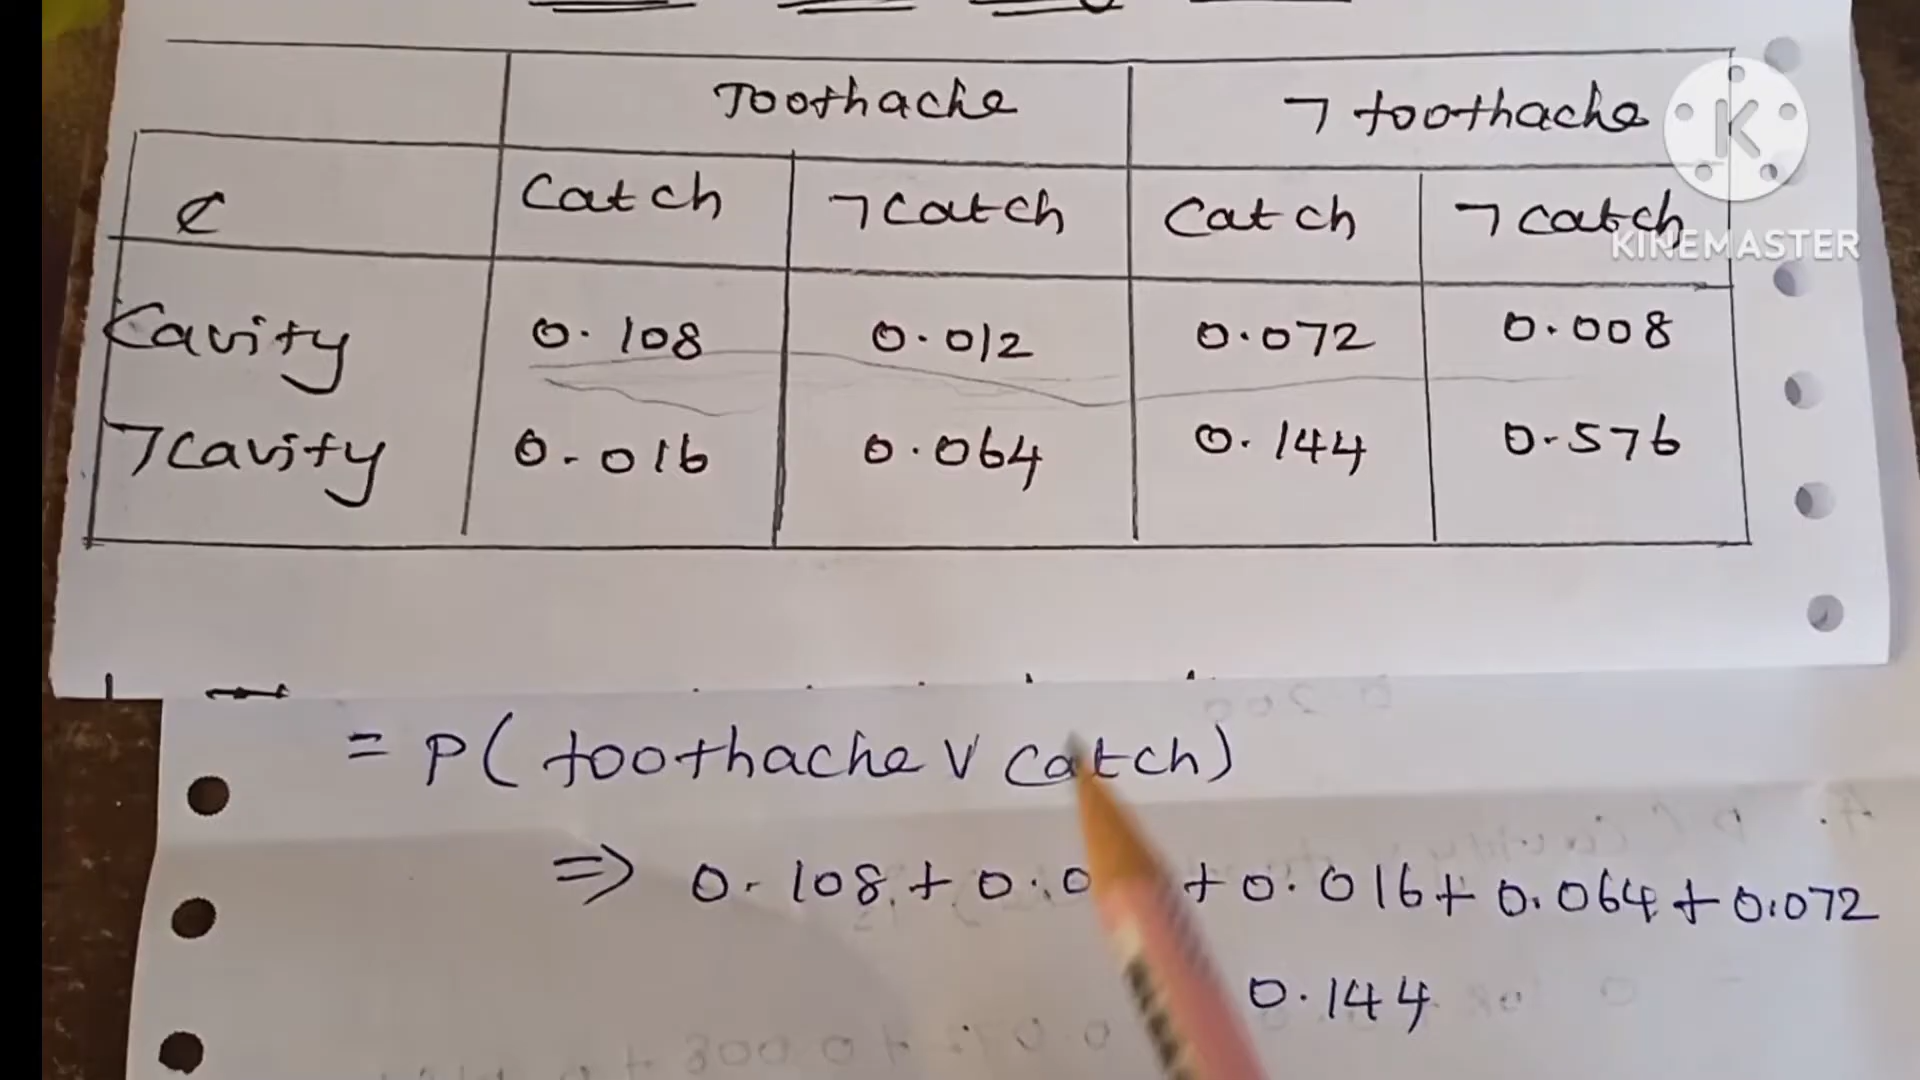 Toothache ¬ toothache
¢ Catch ¬catch Catch ¬catch
KINEMASTER
Cavity 0.108 0.012 0.072 0.008
¬cavity 0.016 0.064 0.144 0.576
= P( toothache ∨ catch)
=> 0.108 + 0.0 + 0.016 + 0.064 + 0.072
0.144